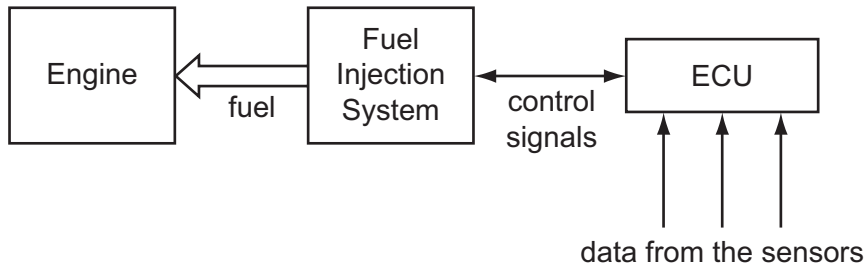 Engine
fuel
Fuel
Injection
System
control
signals
ECU
data from the sensors